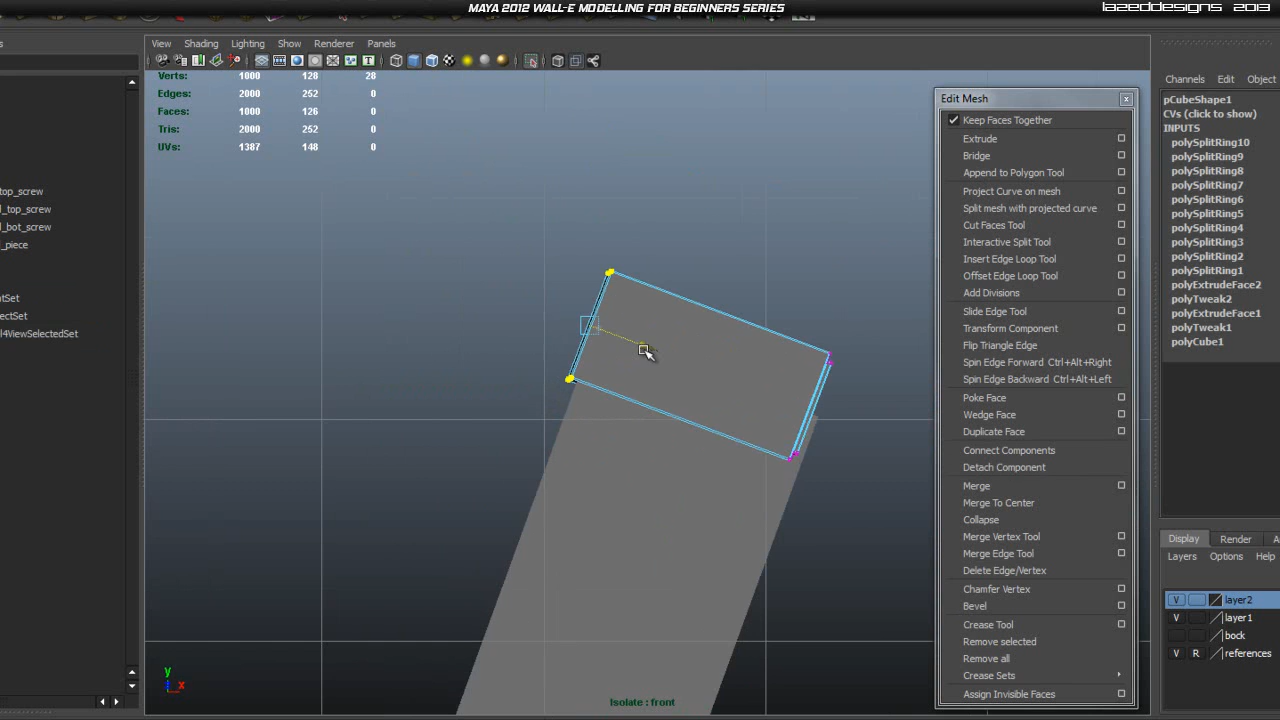 MAYA 2012 WALL-E MODELLING FOR BEGINNERS SERIES
LAZEDDESIGNS 2013
View Shading Lighting Show Renderer Panels
Verts: 1000 128 28
Edges: 2000 252 0
Faces: 1000 126 0
Tris: 2000 252 0
UVs: 1387 148 0
top_screw
_top_screw
_bot_screw
_piece
Set
4ViewSelectedSet
Edit Mesh
Keep Faces Together
Extrude
Bridge
Append to Polygon Tool
Project Curve on mesh
Split mesh with projected curve
Cut Faces Tool
Interactive Split Tool
Insert Edge Loop Tool
Offset Edge Loop Tool
Add Divisions
Slide Edge Tool
Transform Component
Flip Triangle Edge
Spin Edge Forward Ctrl+Alt+Right
Spin Edge Backward Ctrl+Alt+Left
Poke Face
Wedge Face
Duplicate Face
Connect Components
Detach Component
Merge
Merge To Center
Collapse
Merge Vertex Tool
Merge Edge Tool
Delete Edge/Vertex
Chamfer Vertex
Bevel
Crease Tool
Remove selected
Remove all
Crease Sets
Assign Invisible Faces
Channels Edit Object
pCubeShape1
CVs (click to show)
INPUTS
polySplitRing10
polySplitRing9
polySplitRing8
polySplitRing7
polySplitRing6
polySplitRing5
polySplitRing4
polySplitRing3
polySplitRing2
polySplitRing1
polyExtrudeFace2
polyTweak2
polyExtrudeFace1
polyTweak1
polyCube1
Display Render A
Layers Options Help
V layer2
V layer1
bock
V R references
y
x
Isolate : front